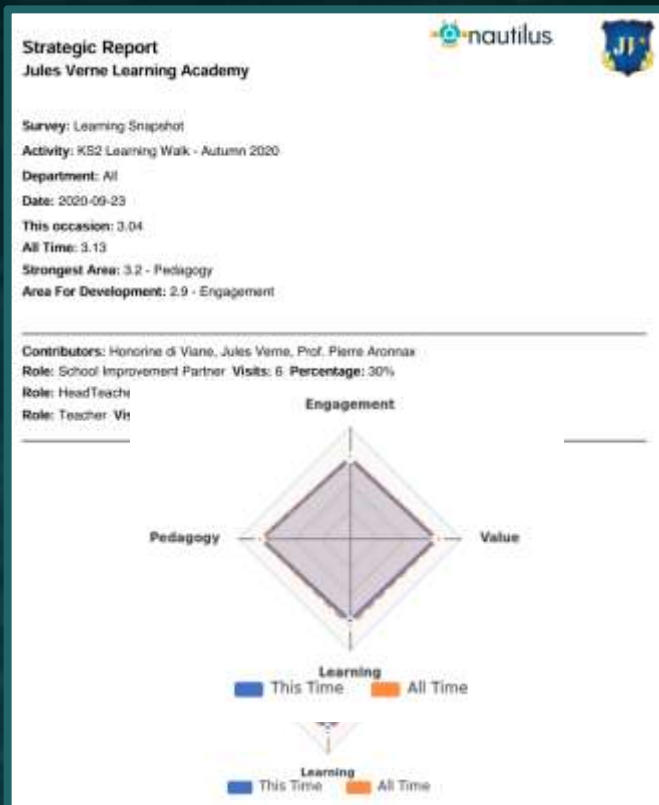 nautilus
JV
Strategic Report
Jules Verne Learning Academy
Survey: Learning Snapshot
Activity: KS2 Learning Walk - Autumn 2020
Department: All
Date: 2020-09-23
This occasion: 3.04
All Time: 3.13
Strongest Area: 3.2 - Pedagogy
Area For Development: 2.9 - Engagement
Contributors: Honorine di Viane, Jules Verne, Prof. Pierre Aronnax
Role: School Improvement Partner Visits: 6 Percentage: 30%
Role: HeadTeache
Role: Teacher Vis
Engagement
Pedagogy Value
Learning
This Time All Time
Learning
This Time All Time